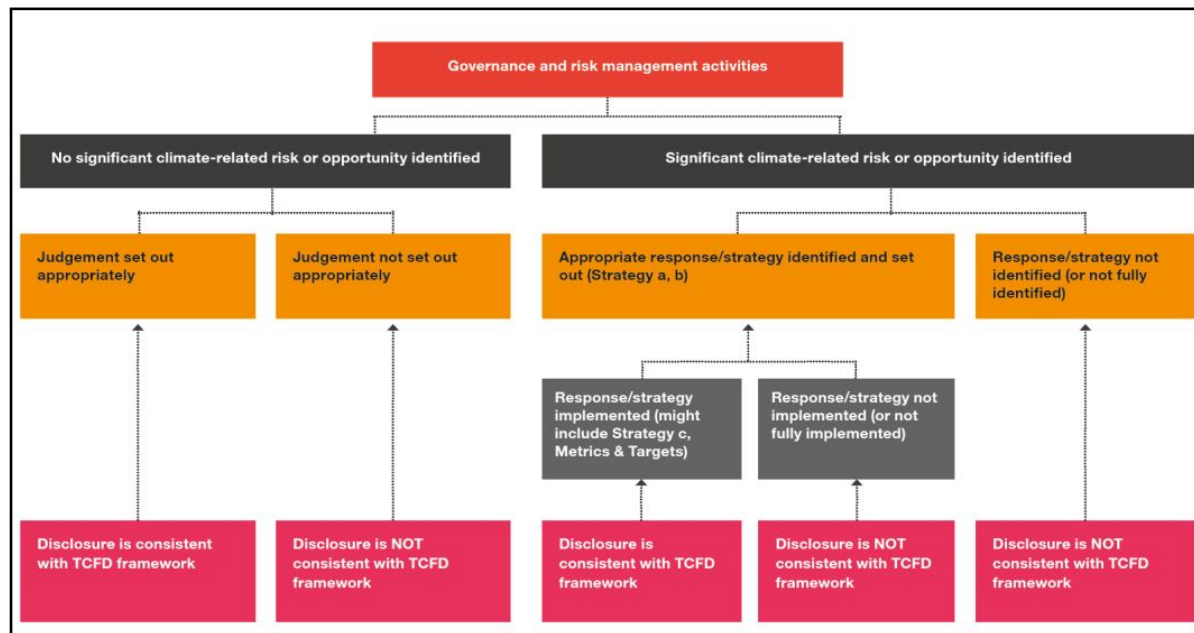 Governance and risk management activities
No significant climate-related risk or opportunity identified
Significant climate-related risk or opportunity identified
Judgement set out
appropriately
Judgement not set out
appropriately
Appropriate response/strategy identified and set
out (Strategy a, b)
Response/strategy not
identified (or not fully
identified)
Response/strategy
implemented (might
include Strategy c,
Metrics & Targets)
Response/strategy not
implemented (or not
fully implemented)
Disclosure is consistent
with TCFD framework
Disclosure is NOT
consistent with TCFD
framework
Disclosure is
consistent with TCFD
framework
Disclosure is NOT
consistent with TCFD
framework
Disclosure is NOT
consistent with TCFD
framework